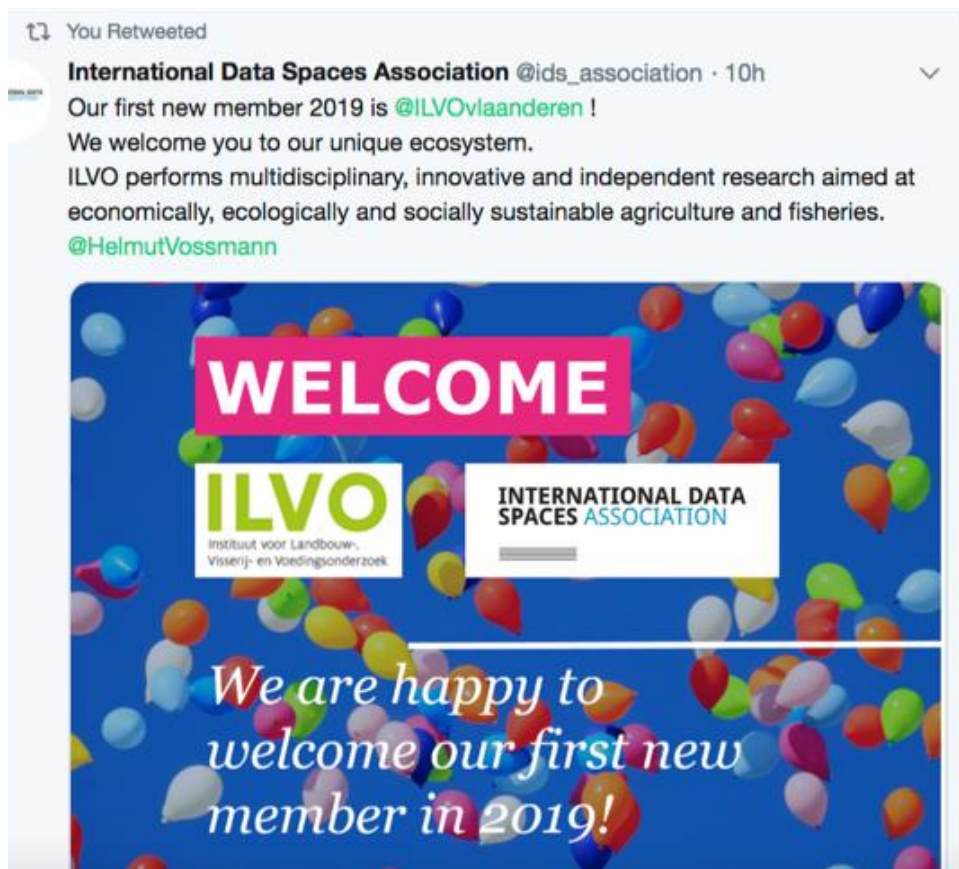 You Retweeted
International Data Spaces Association @ids_association · 10h
Our first new member 2019 is @ILVOvlaanderen !
We welcome you to our unique ecosystem.
ILVO performs multidisciplinary, innovative and independent research aimed at
economically, ecologically and socially sustainable agriculture and fisheries.
@HelmutVossmann
WELCOME
ILVO
Instituut voor Landbouw-,
Visserij- en Voedingsonderzoek
INTERNATIONAL DATA
SPACES ASSOCIATION
We are happy to
welcome our first new
member in 2019!